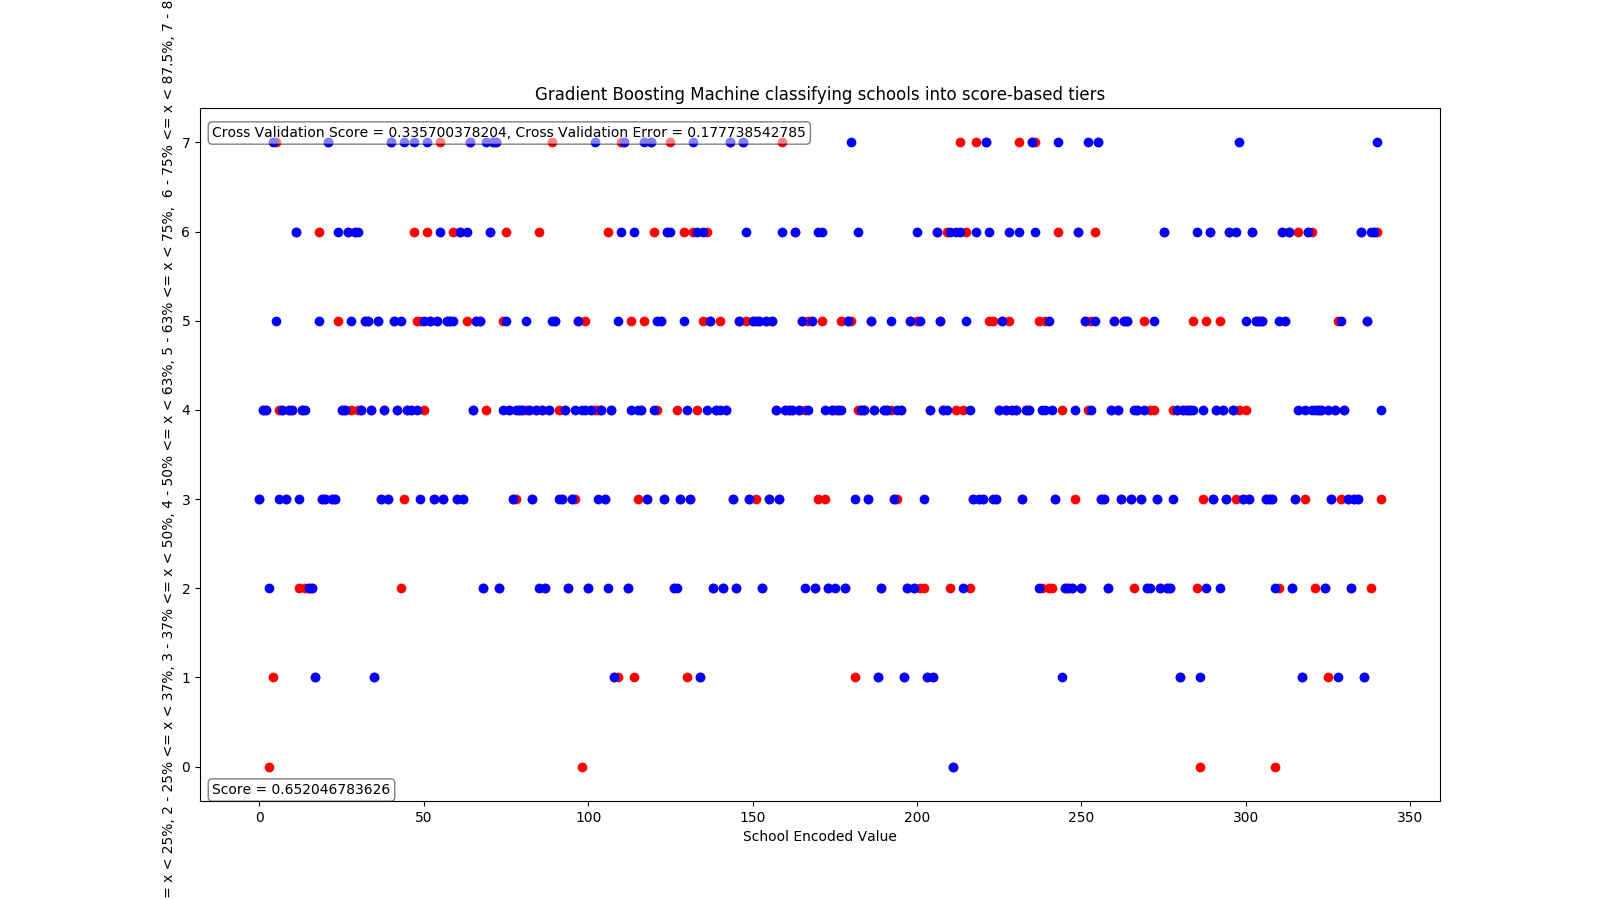 Gradient Boosting Machine classifying schools into score-based tiers
Cross Validation Score = 0.335700378204, Cross Validation Error = 0.177738542785
7
6
5
4
3
2
1
0
= x < 25%, 2 - 25% <= x < 37%, 3 - 37% <= x < 50%, 4 - 50% <= x < 63%, 5 - 63% <= x < 75%,  6 - 75% <= x < 87.5%, 7 - 8
Score = 0.652046783626
0 50 100 150 200 250 300 350
School Encoded Value